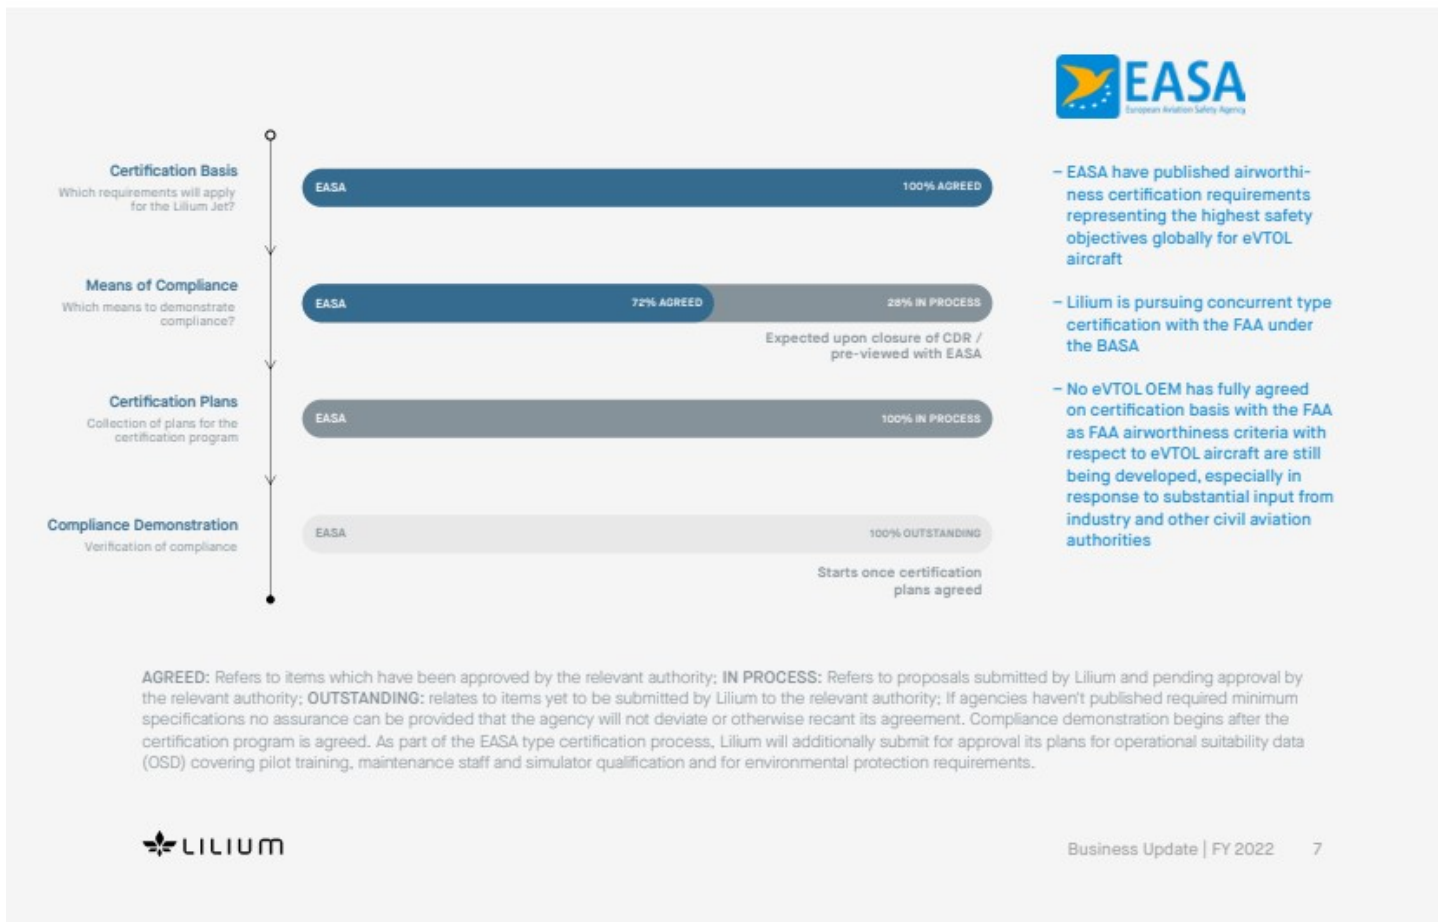 EASA
European Aviation Safety Agency
Certification Basis
Which requirements will apply
for the Lilium Jet?
EASA
100% AGREED
Means of Compliance
Which means to demonstrate
compliance?
EASA
72% AGREED
28% IN PROCESS
Expected upon closure of CDR /
pre-viewed with EASA
Certification Plans
Collection of plans for the
certification program
EASA
100% IN PROCESS
Compliance Demonstration
Verification of compliance
EASA
100% OUTSTANDING
Starts once certification
plans agreed
– EASA have published airworthi-
ness certification requirements
representing the highest safety
objectives globally for eVTOL
aircraft
– Lilium is pursuing concurrent type
certification with the FAA under
the BASA
– No eVTOL OEM has fully agreed
on certification basis with the FAA
as FAA airworthiness criteria with
respect to eVTOL aircraft are still
being developed, especially in
response to substantial input from
industry and other civil aviation
authorities
AGREED: Refers to items which have been approved by the relevant authority; IN PROCESS: Refers to proposals submitted by Lilium and pending approval by
the relevant authority; OUTSTANDING: relates to items yet to be submitted by Lilium to the relevant authority; If agencies haven't published required minimum
specifications no assurance can be provided that the agency will not deviate or otherwise recant its agreement. Compliance demonstration begins after the
certification program is agreed. As part of the EASA type certification process, Lilium will additionally submit for approval its plans for operational suitability data
(OSD) covering pilot training, maintenance staff and simulator qualification and for environmental protection requirements.
LILIUM
Business Update | FY 2022 7